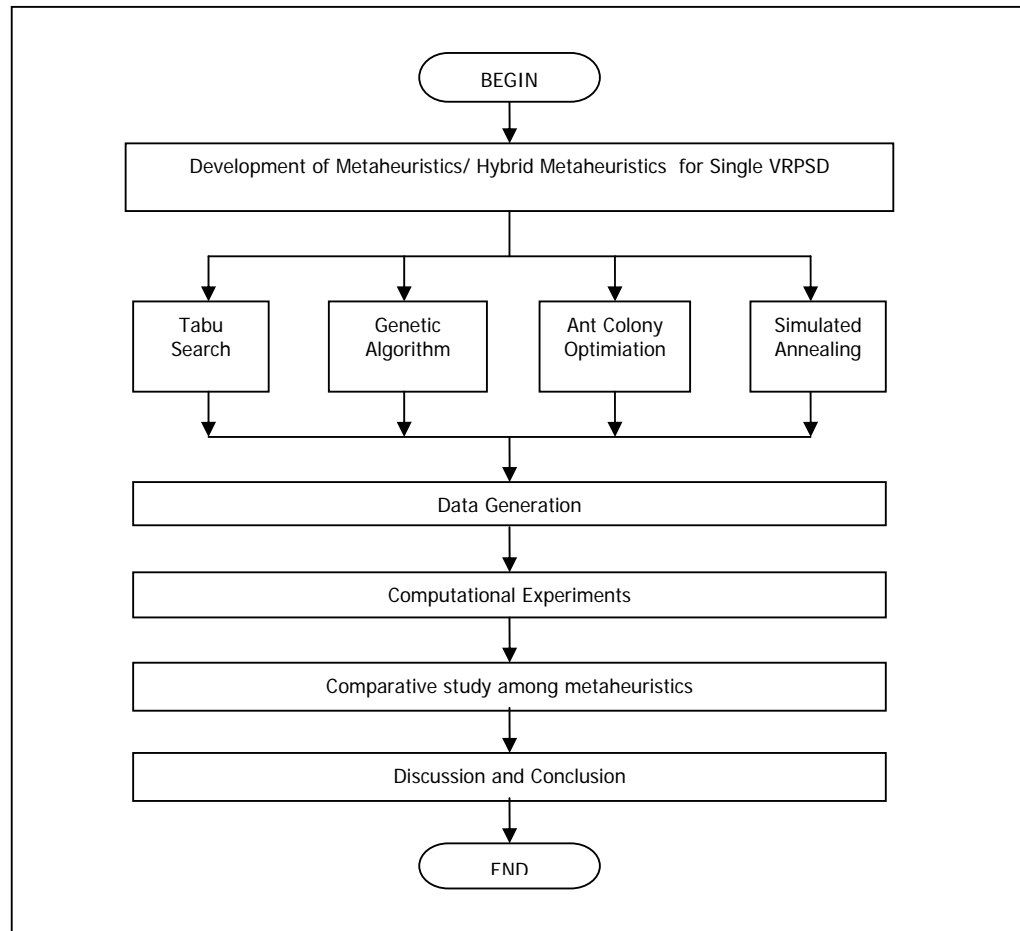 BEGIN
Development of Metaheuristics/ Hybrid Metaheuristics for Single VRPSD
Tabu
Search
Genetic
Algorithm
Ant Colony
Optimiation
Simulated
Annealing
Data Generation
Computational Experiments
Comparative study among metaheuristics
Discussion and Conclusion
END